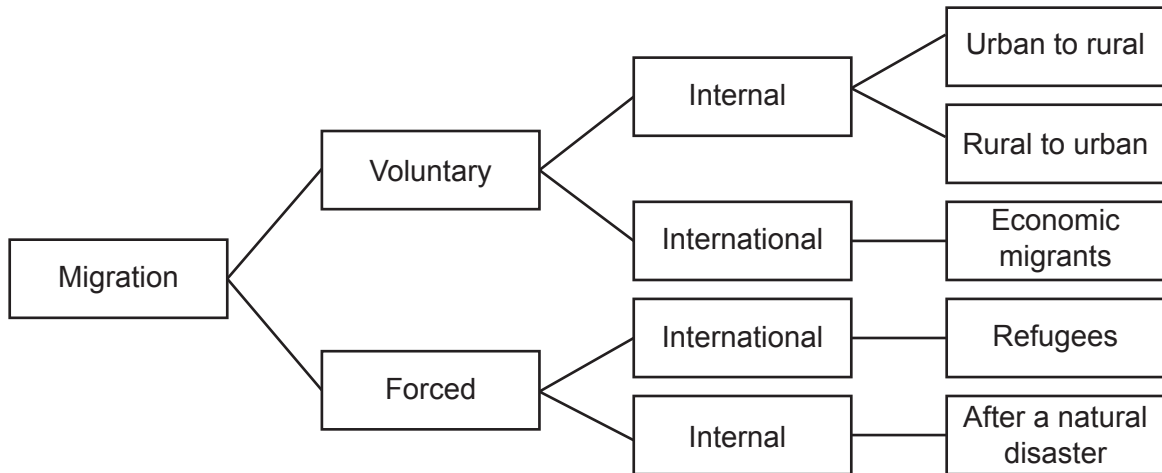 Migration
Voluntary
Forced
Internal
International
International
Internal
Urban to rural
Rural to urban
Economic
migrants
Refugees
After a natural
disaster